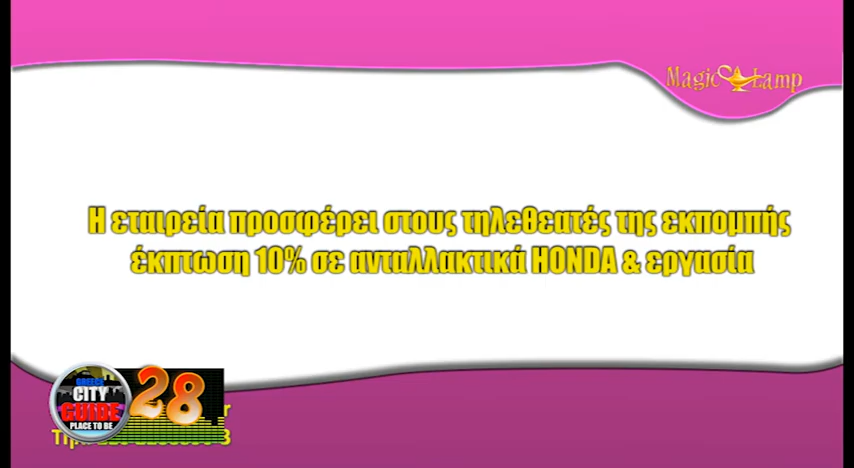 Magic Lamp
Η εταιρεία προσφέρει στους τηλεθεατές της εκπομπής
έκπτωση 10% σε ανταλλακτικά HONDA & εργασία
GREECE
CITY
GUIDE
PLACE TO BE
28